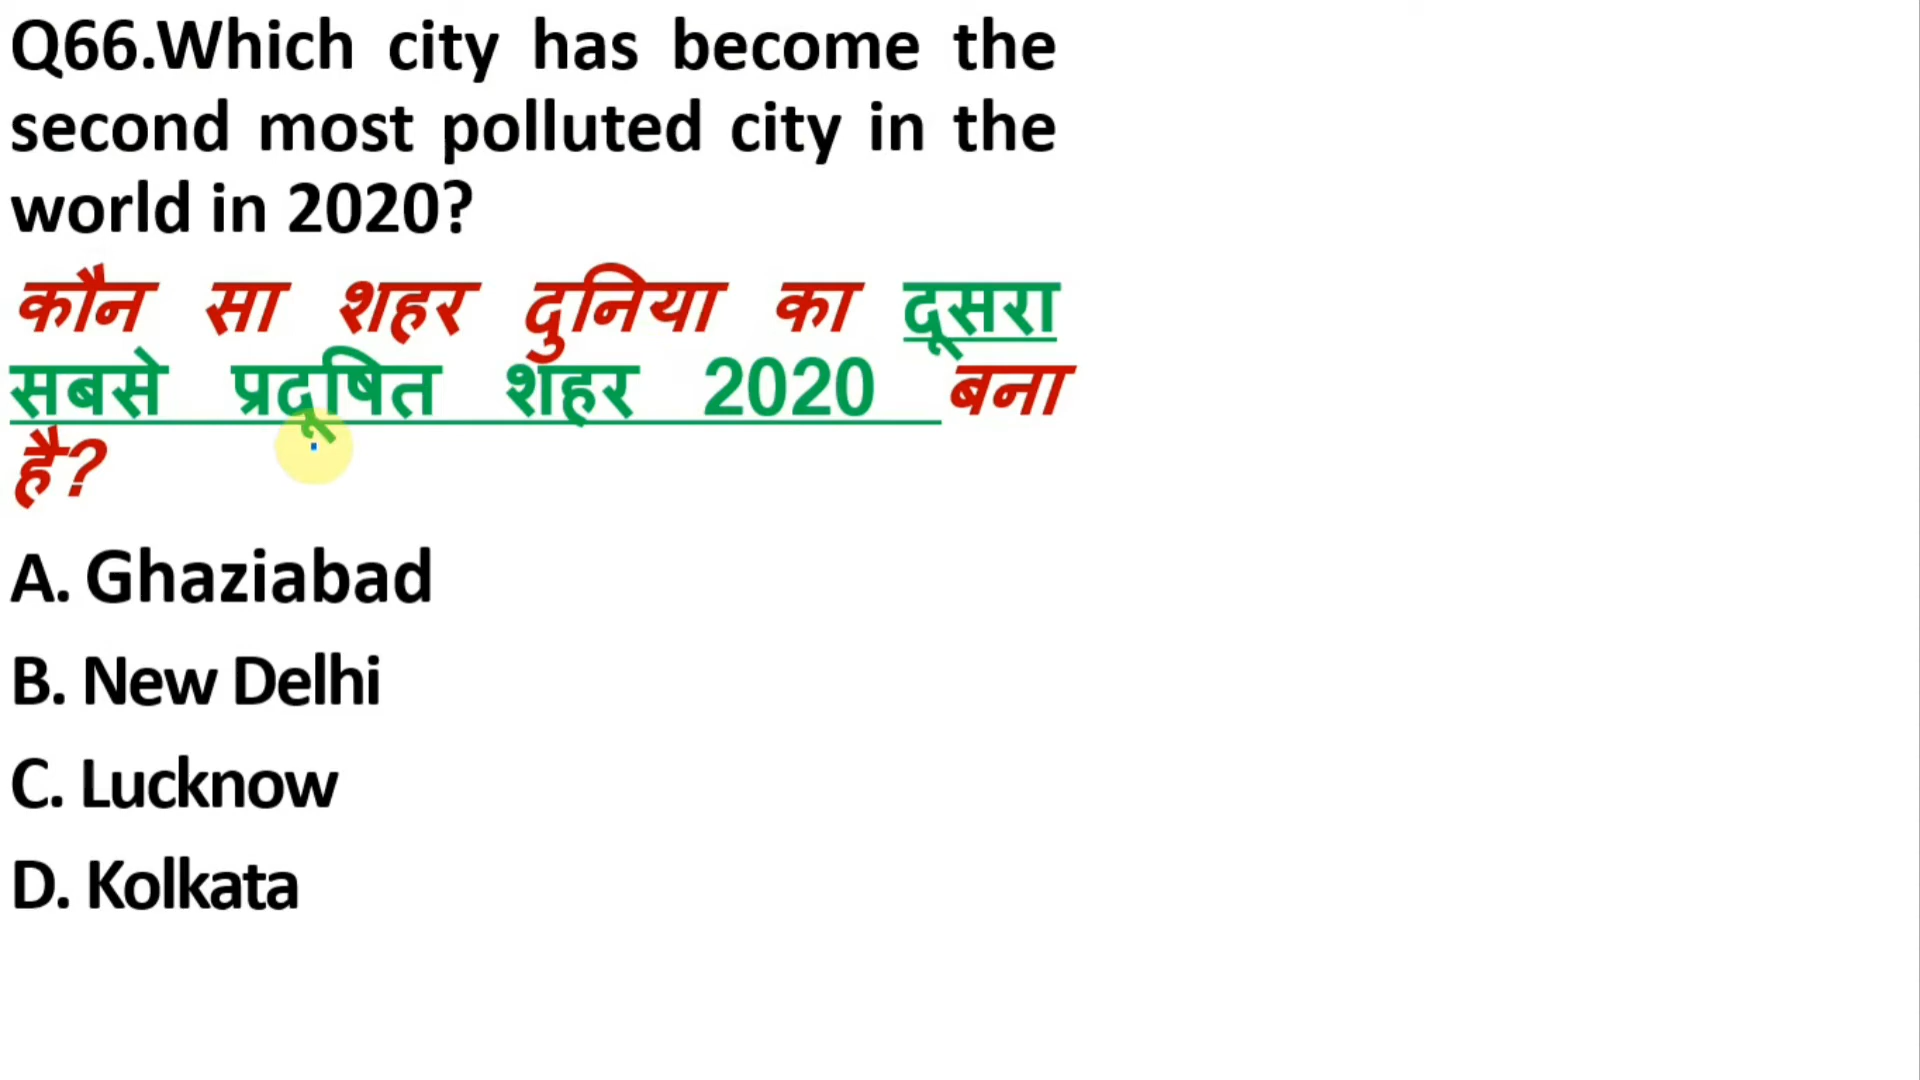 Q66.Which city has become the
second most polluted city in the
world in 2020?
कौन सा शहर दुनिया का दूसरा
सबसे प्रदूषित शहर 2020 बना
है?
A. Ghaziabad
B. New Delhi
C. Lucknow
D. Kolkata